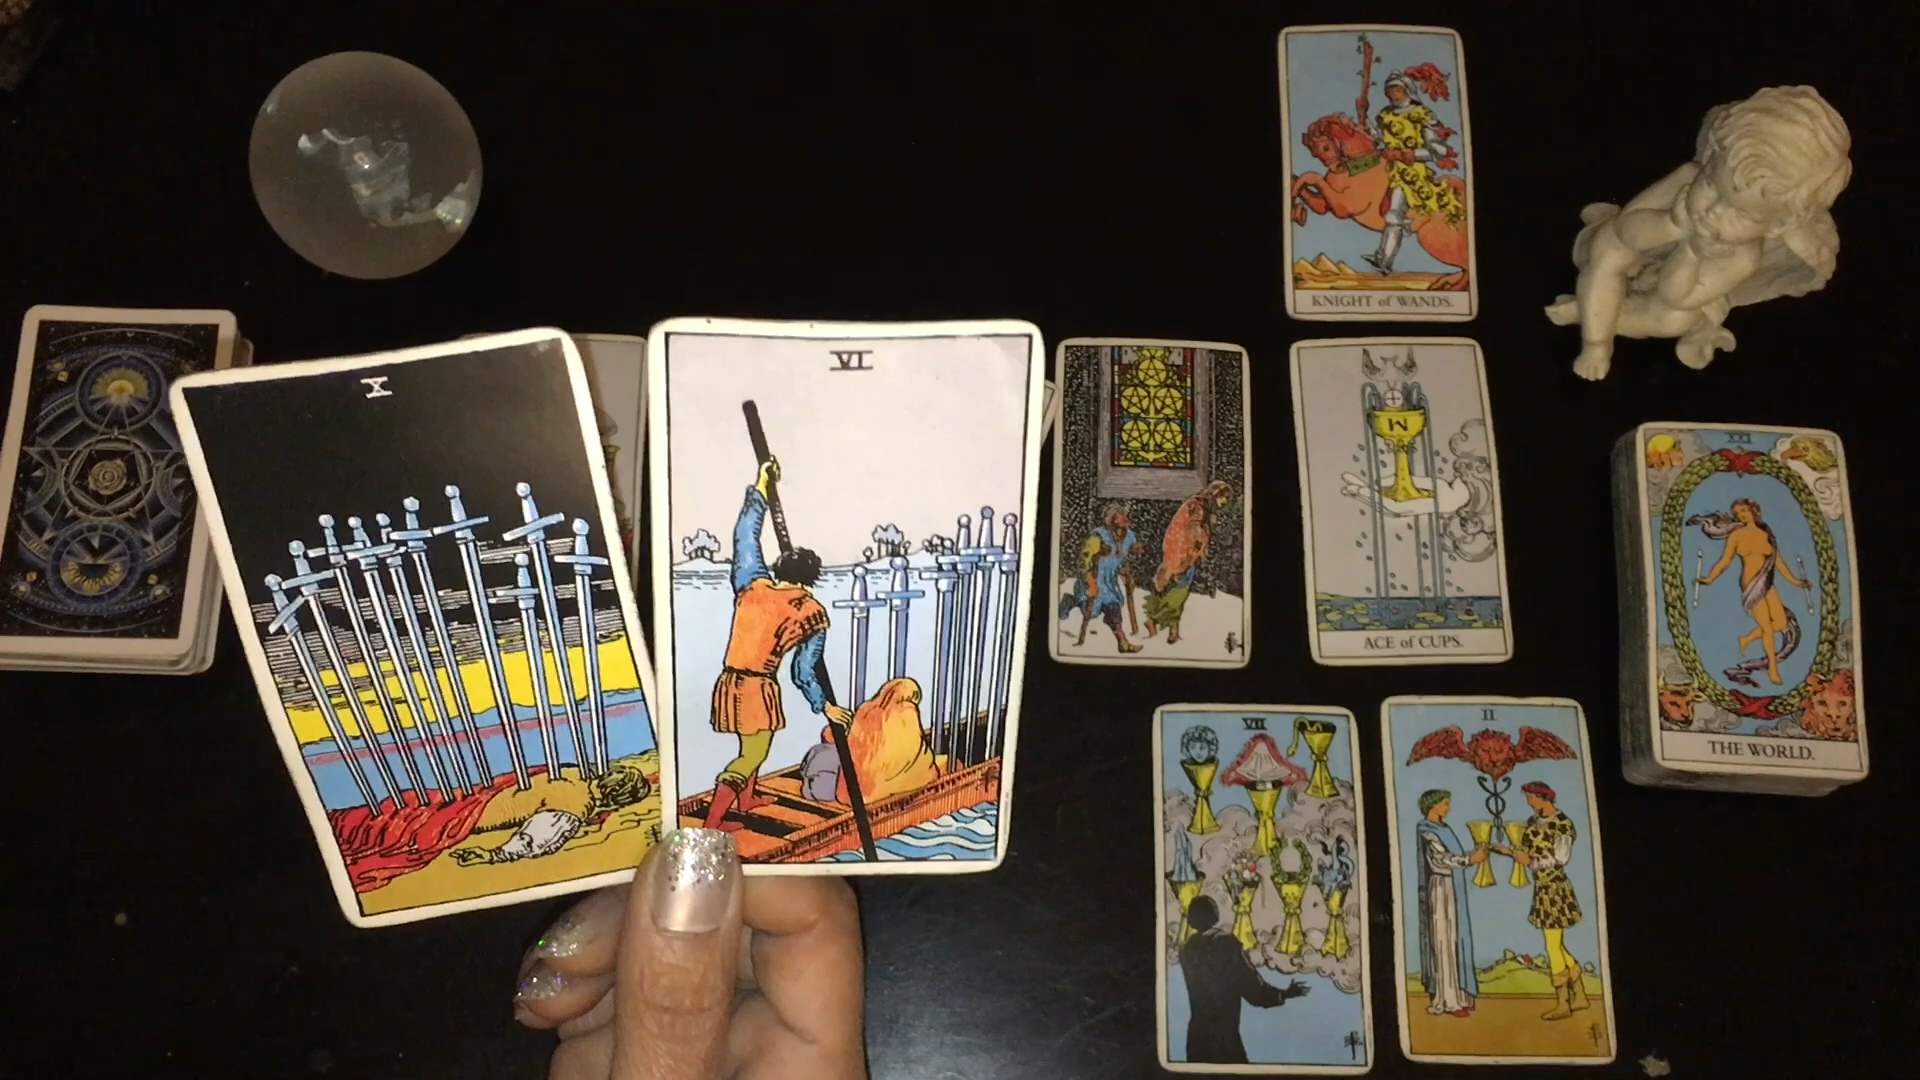 KNIGHT of WANDS.
X
VI
ACE of CUPS.
XXI
THE WORLD.
VII
II